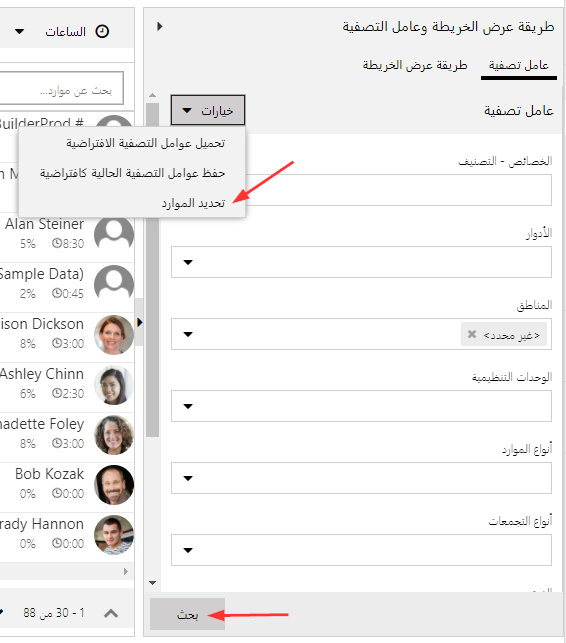 طريقة عرض الخريطة وعامل التصفية
عامل تصفية
طريقة عرض الخريطة
عامل تصفية
خيارات
تحميل عوامل التصفية الافتراضية
حفظ عوامل التصفية الحالية كافتراضية
تحديد الموارد
الخصائص - التصنيف
الأدوار
المناطق
<غير محدد>
الوحدات التنظيمية
أنواع الموارد
أنواع التجمعات
بحث
الساعات
بحث عن موارد...
BuilderProd #
Alan Steiner
8:30 5%
(Sample Data)
0:45 2%
ison Dickson
3:00 8%
Ashley Chinn
2:30 6%
nadette Foley
3:00 8%
Bob Kozak
0:00 0%
rady Hannon
0:00 0%
1 - 30 من 88